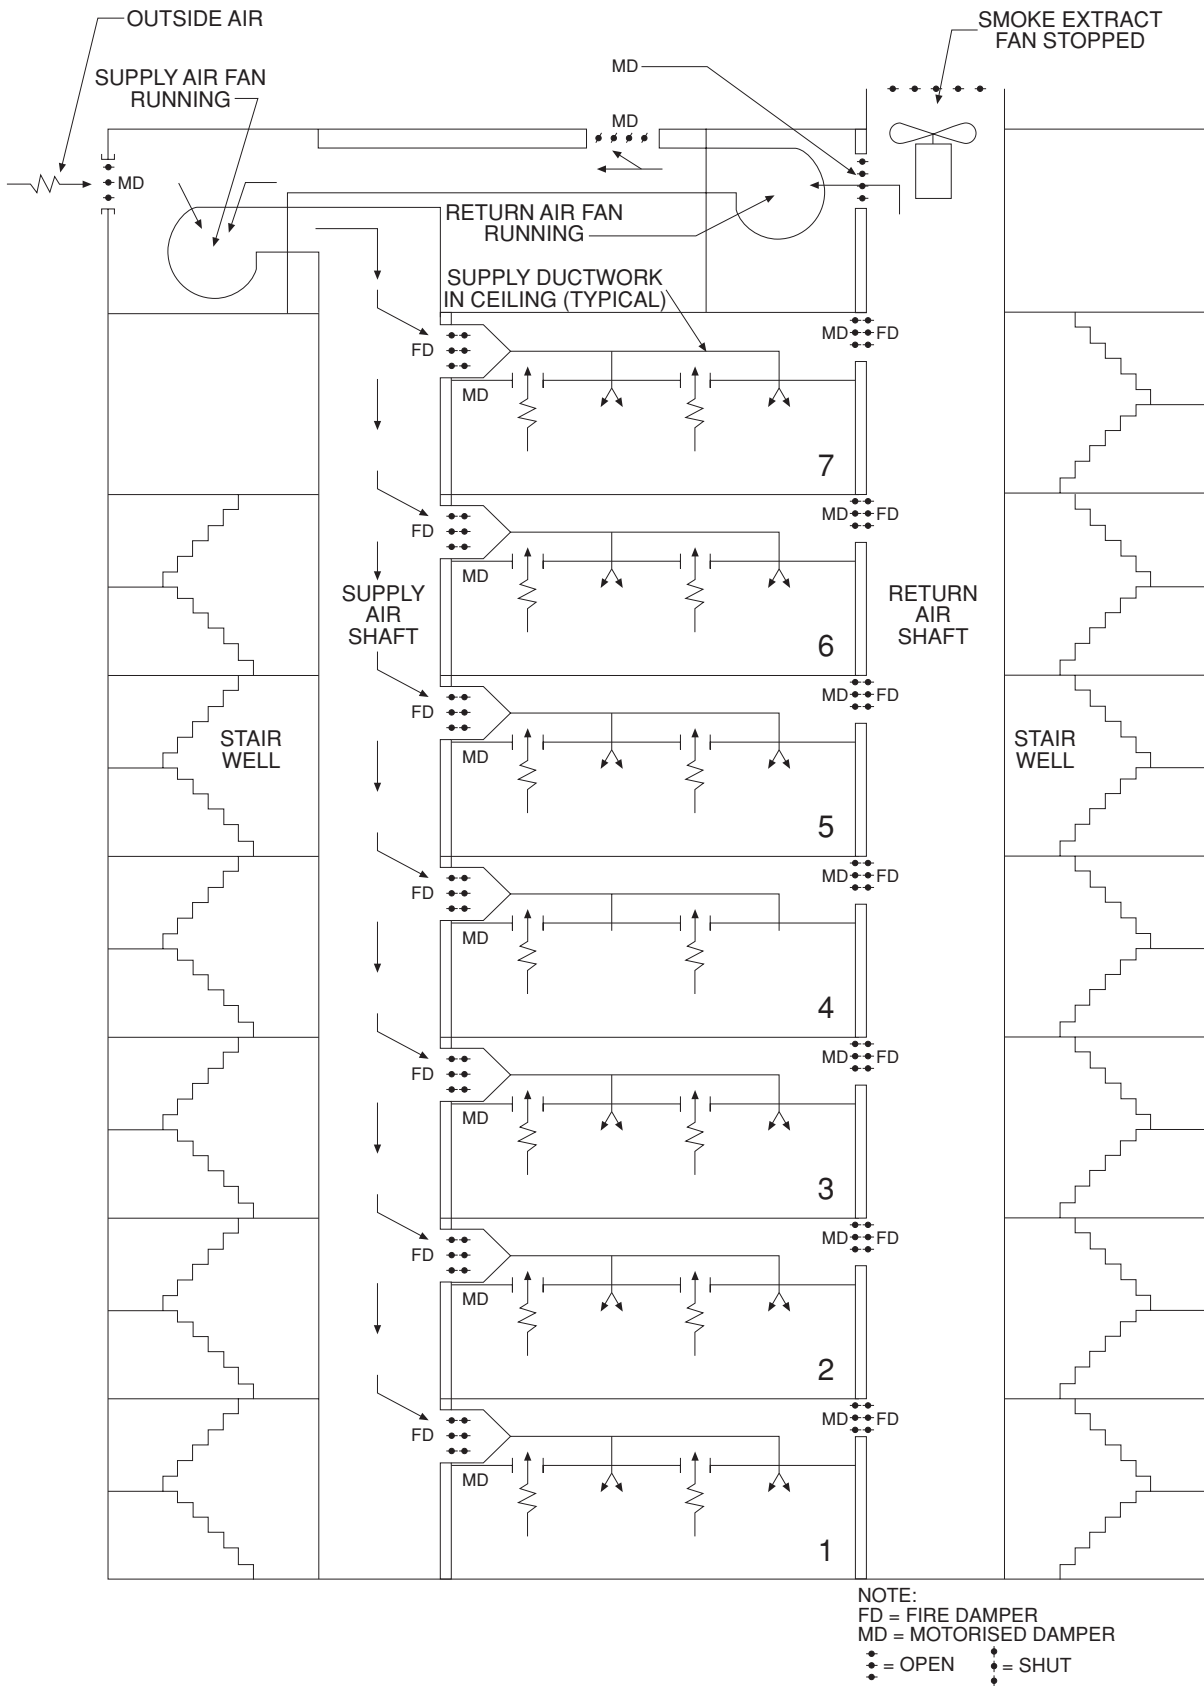 OUTSIDE AIR
SMOKE EXTRACT
FAN STOPPED
SUPPLY AIR FAN
RUNNING
MD
MD
MD
RETURN AIR FAN
RUNNING
SUPPLY DUCTWORK
IN CEILING (TYPICAL)
FD
MD
MD
FD
7
FD
MD
MD
FD
6
SUPPLY
AIR
SHAFT
RETURN
AIR
SHAFT
FD
MD
MD
FD
5
STAIR
WELL
STAIR
WELL
FD
MD
MD
FD
4
FD
MD
MD
FD
3
FD
MD
MD
FD
2
FD
MD
MD
FD
1
NOTE:
FD = FIRE DAMPER
MD = MOTORISED DAMPER
= OPEN
= SHUT